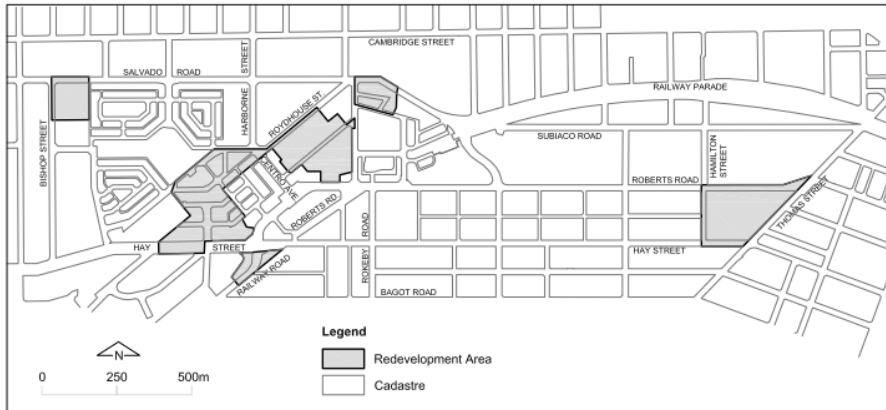 CAMBRIDGE STREET
SALVADO ROAD
STREET
HARBORNE
RAILWAY PARADE
ROYDHOUSE ST.
BISHOP STREET
SUBIACO ROAD
HAMILTON
STREET
CENTRO AVE
ROBERTS ROAD
THOMAS STREET
ROBERTS RD
ROAD
ROKEBY
HAY STREET
HAY STREET
RAILWAY ROAD
BAGOT ROAD
Legend
N
Redevelopment Area
0 250 500m
Cadastre